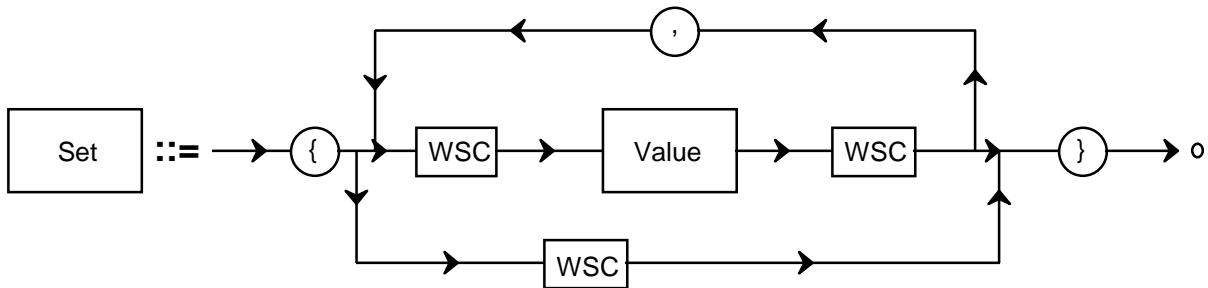 ,
Set ::= { WSC Value WSC }
WSC